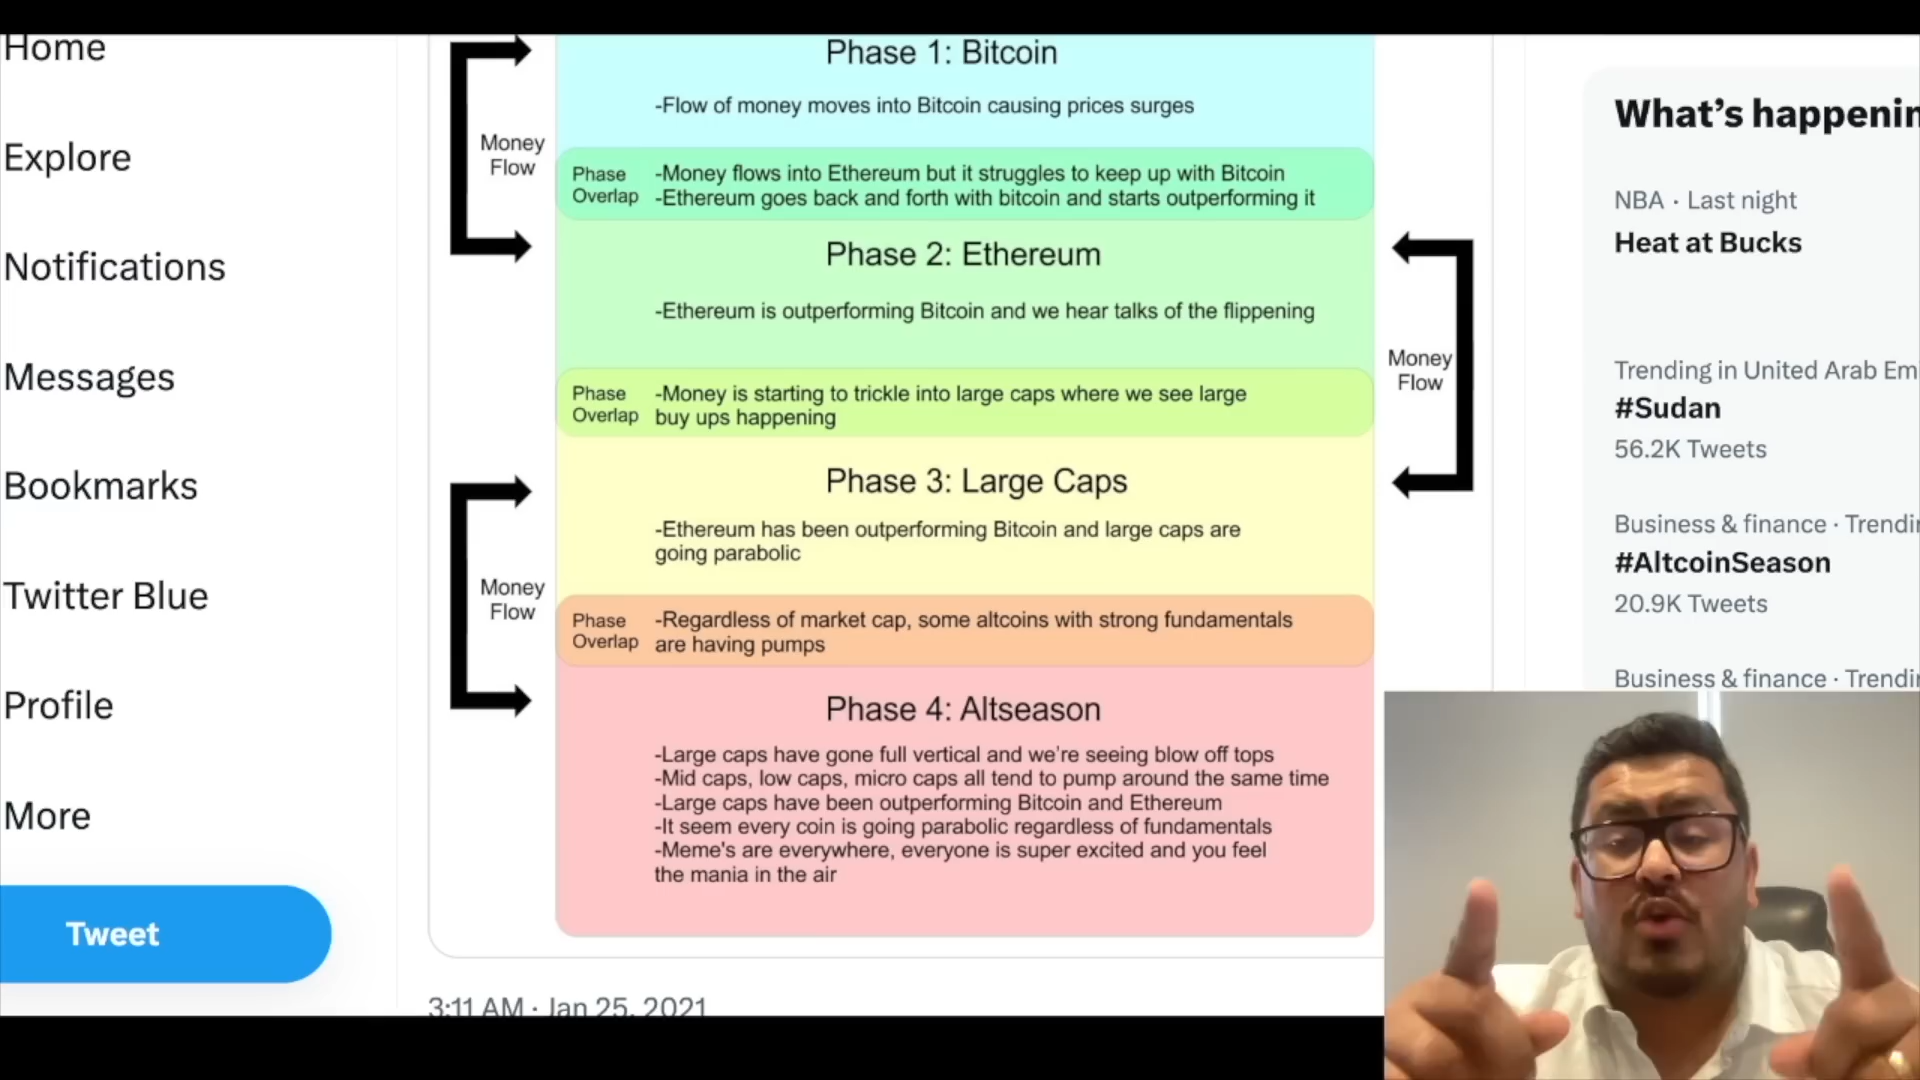 Home
Explore
Notifications
Messages
Bookmarks
Twitter Blue
Profile
More
Tweet
Phase 1: Bitcoin
-Flow of money moves into Bitcoin causing prices surges
Money
Flow
Phase
Overlap
-Money flows into Ethereum but it struggles to keep up with Bitcoin
-Ethereum goes back and forth with bitcoin and starts outperforming it
Phase 2: Ethereum
-Ethereum is outperforming Bitcoin and we hear talks of the flippening
Money
Flow
Phase
Overlap
-Money is starting to trickle into large caps where we see large
buy ups happening
Phase 3: Large Caps
-Ethereum has been outperforming Bitcoin and large caps are
going parabolic
Money
Flow
Phase
Overlap
-Regardless of market cap, some altcoins with strong fundamentals
are having pumps
Phase 4: Altseason
-Large caps have gone full vertical and we're seeing blow off tops
-Mid caps, low caps, micro caps all tend to pump around the same time
-Large caps have been outperforming Bitcoin and Ethereum
-It seem every coin is going parabolic regardless of fundamentals
-Meme's are everywhere, everyone is super excited and you feel
the mania in the air
3:11 AM · Jan 25, 2021
What's happenin
NBA · Last night
Heat at Bucks
Trending in United Arab Emi
#Sudan
56.2K Tweets
Business & finance · Trendin
#AltcoinSeason
20.9K Tweets
Business & finance · Trendin